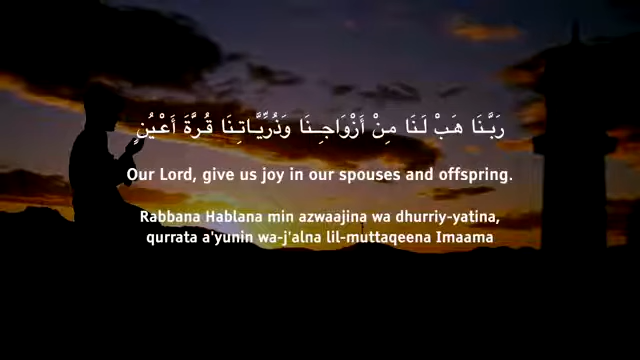 رَبَّنَا هَبْ لَنَا مِنْ أَزْوَاجِنَا وَذُرِّيَّاتِنَا قُرَّةَ أَعْيُنٍ
Our Lord, give us joy in our spouses and offspring.
Rabbana Hablana min azwaajina wa dhurriy-yatina,
qurrata a'yunin wa-j'alna lil-muttaqeena Imaama